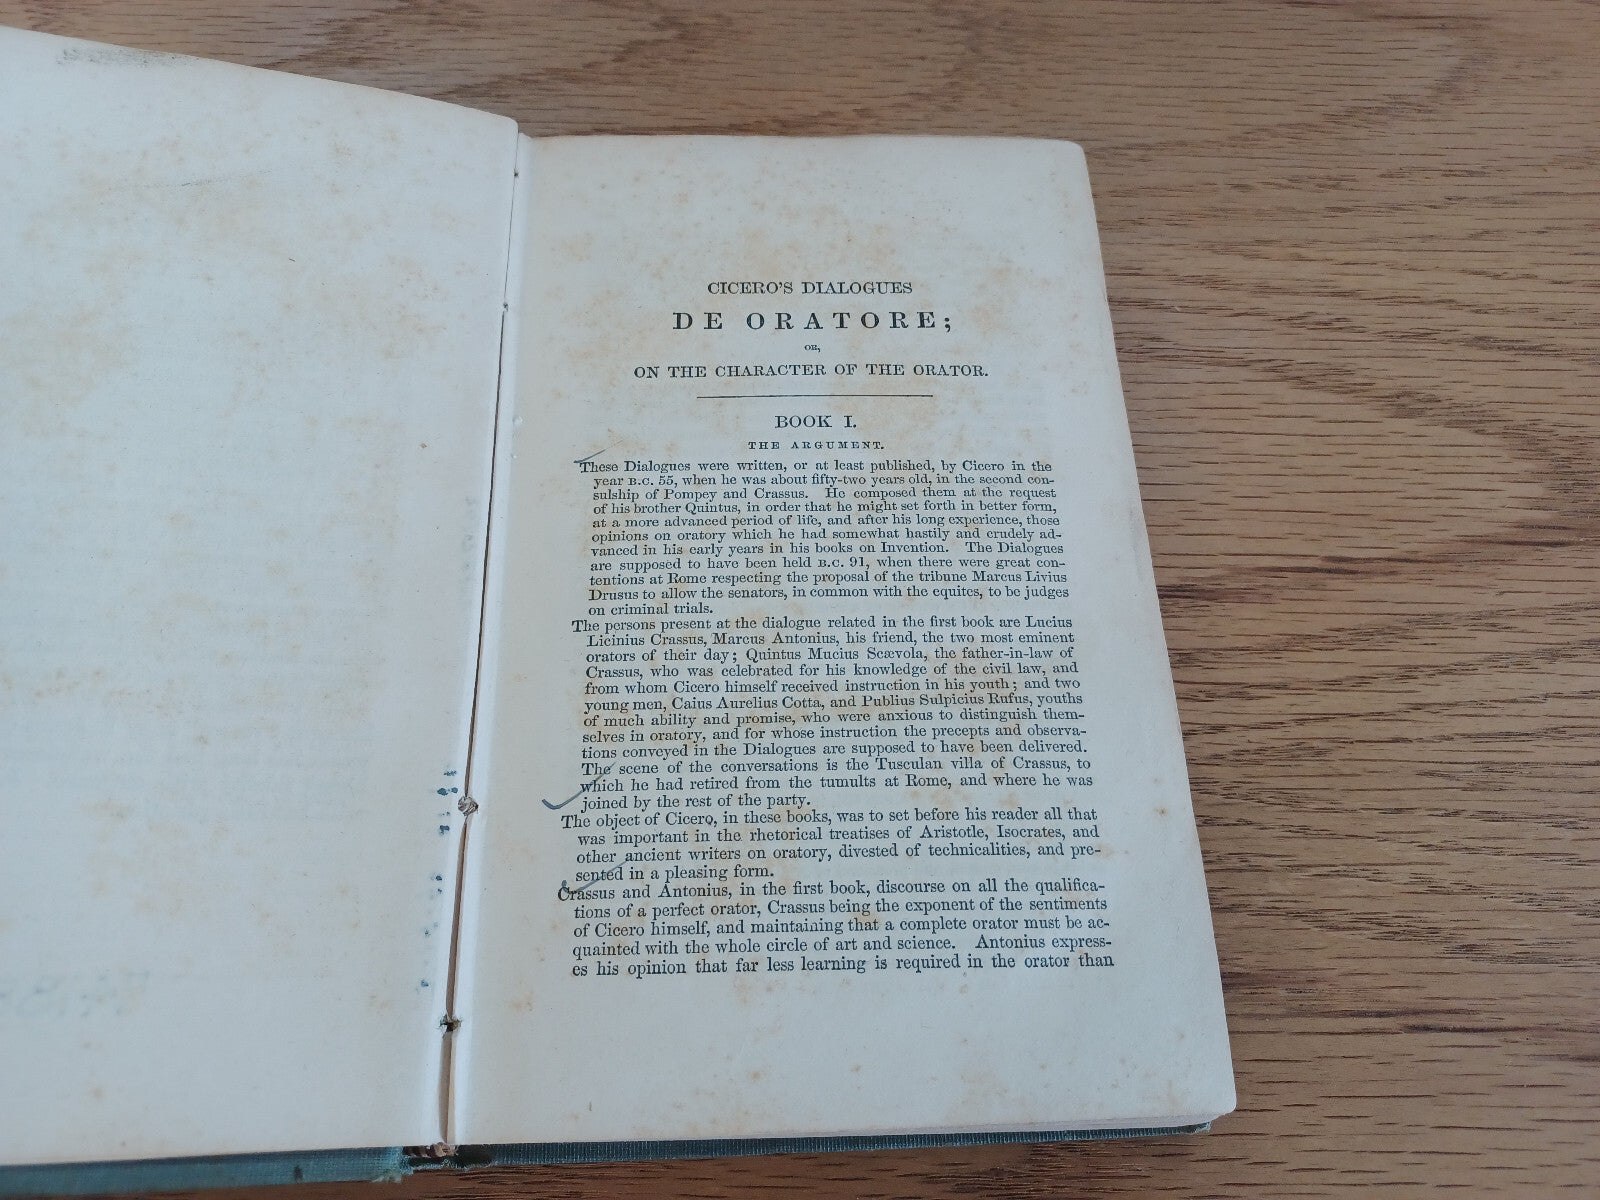 CICERO'S DIALOGUES
DE ORATORE;
OR,
ON THE CHARACTER OF THE ORATOR.
BOOK I.
THE ARGUMENT.
These Dialogues were written, or at least published, by Cicero in the
year B.C. 55, when he was about fifty-two years old, in the second con-
sulship of Pompey and Crassus. He composed them at the request
of his brother Quintus, in order that he might set forth in better form,
at a more advanced period of life, and after his long experience, those
opinions on oratory which he had somewhat hastily and crudely ad-
vanced in his early years in his books on Invention. The Dialogues
are supposed to have been held B.C. 91, when there were great con-
tentions at Rome respecting the proposal of the tribune Marcus Livius
Drusus to allow the senators, in common with the equites, to be judges
on criminal trials.
The persons present at the dialogue related in the first book are Lucius
Licinius Crassus, Marcus Antonius, his friend, the two most eminent
orators of their day; Quintus Mucius Scævola, the father-in-law of
Crassus, who was celebrated for his knowledge of the civil law, and
from whom Cicero himself received instruction in his youth; and two
young men, Caius Aurelius Cotta, and Publius Sulpicius Rufus, youths
of much ability and promise, who were anxious to distinguish them-
selves in oratory, and for whose instruction the precepts and observa-
tions conveyed in the Dialogues are supposed to have been delivered.
The scene of the conversations is the Tusculan villa of Crassus, to
which he had retired from the tumults at Rome, and where he was
joined by the rest of the party.
The object of Cicero, in these books, was to set before his reader all that
was important in the rhetorical treatises of Aristotle, Isocrates, and
other ancient writers on oratory, divested of technicalities, and pre-
sented in a pleasing form.
Crassus and Antonius, in the first book, discourse on all the qualifica-
tions of a perfect orator, Crassus being the exponent of the sentiments
of Cicero himself, and maintaining that a complete orator must be ac-
quainted with the whole circle of art and science. Antonius express-
es his opinion that far less learning is required in the orator than